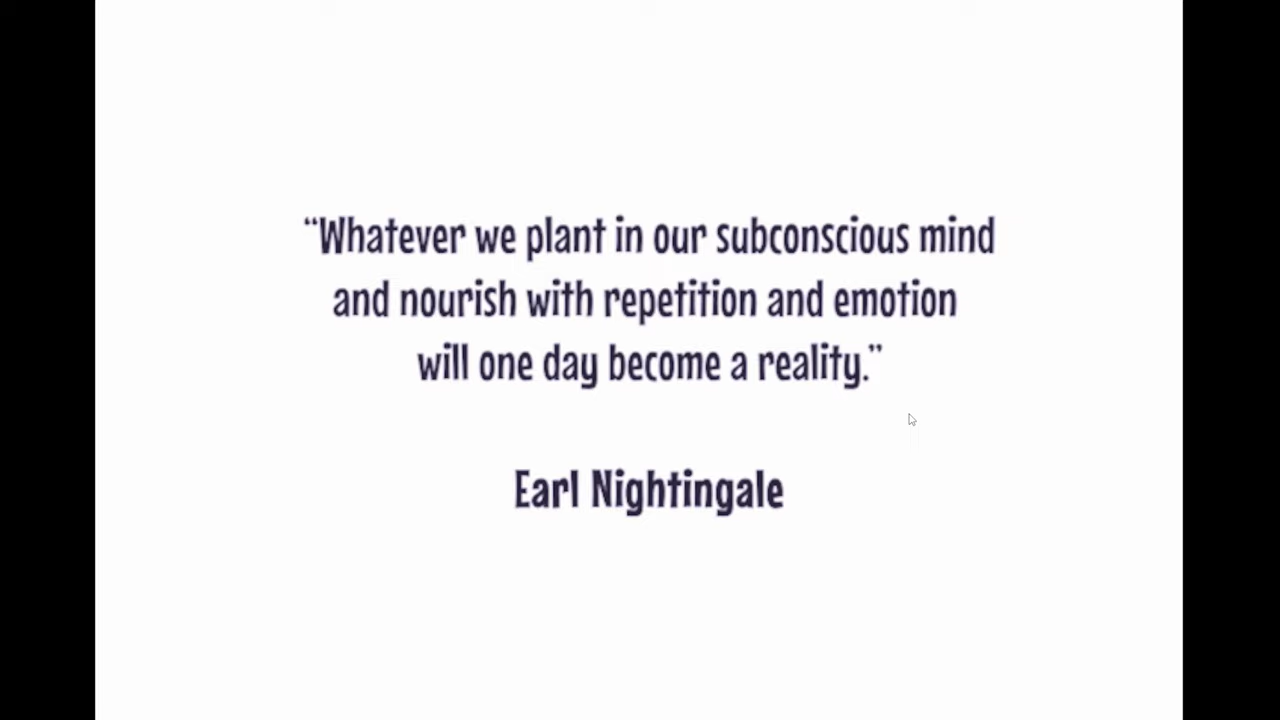 “Whatever we plant in our subconscious mind
and nourish with repetition and emotion
will one day become a reality.”
Earl Nightingale